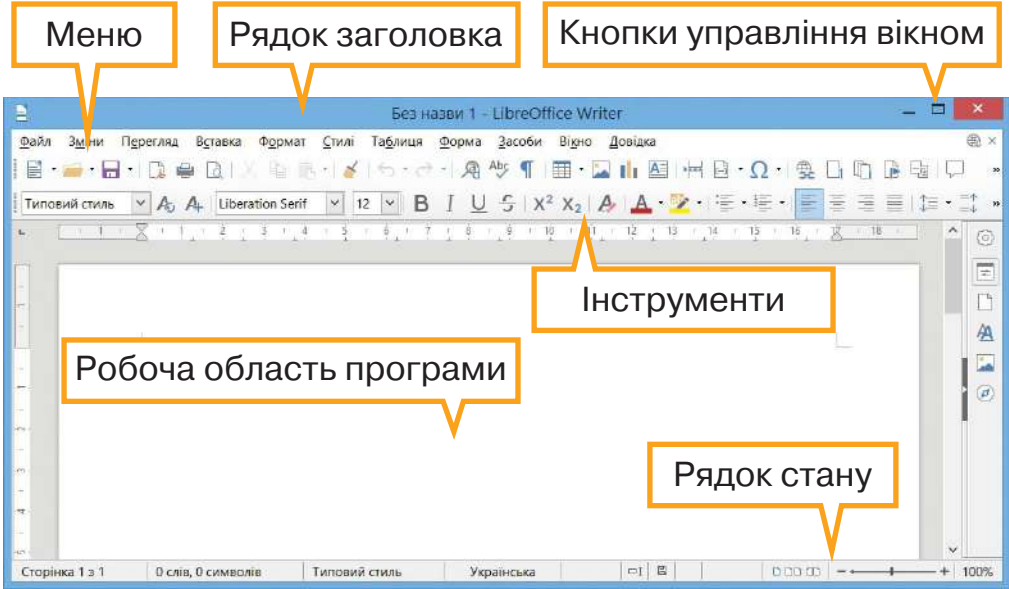 Меню
Рядок заголовка
Кнопки управління вікном
Без назви 1 - LibreOffice Writer
Файл Зміни Перегляд Вставка Формат Стилі Таблиця Форма Засоби Вікно Довідка
Типовий стиль Liberation Serif 12
Інструменти
Робоча область програми
Рядок стану
Сторінка 1 з 1 0 слів, 0 символів Типовий стиль Українська 100%